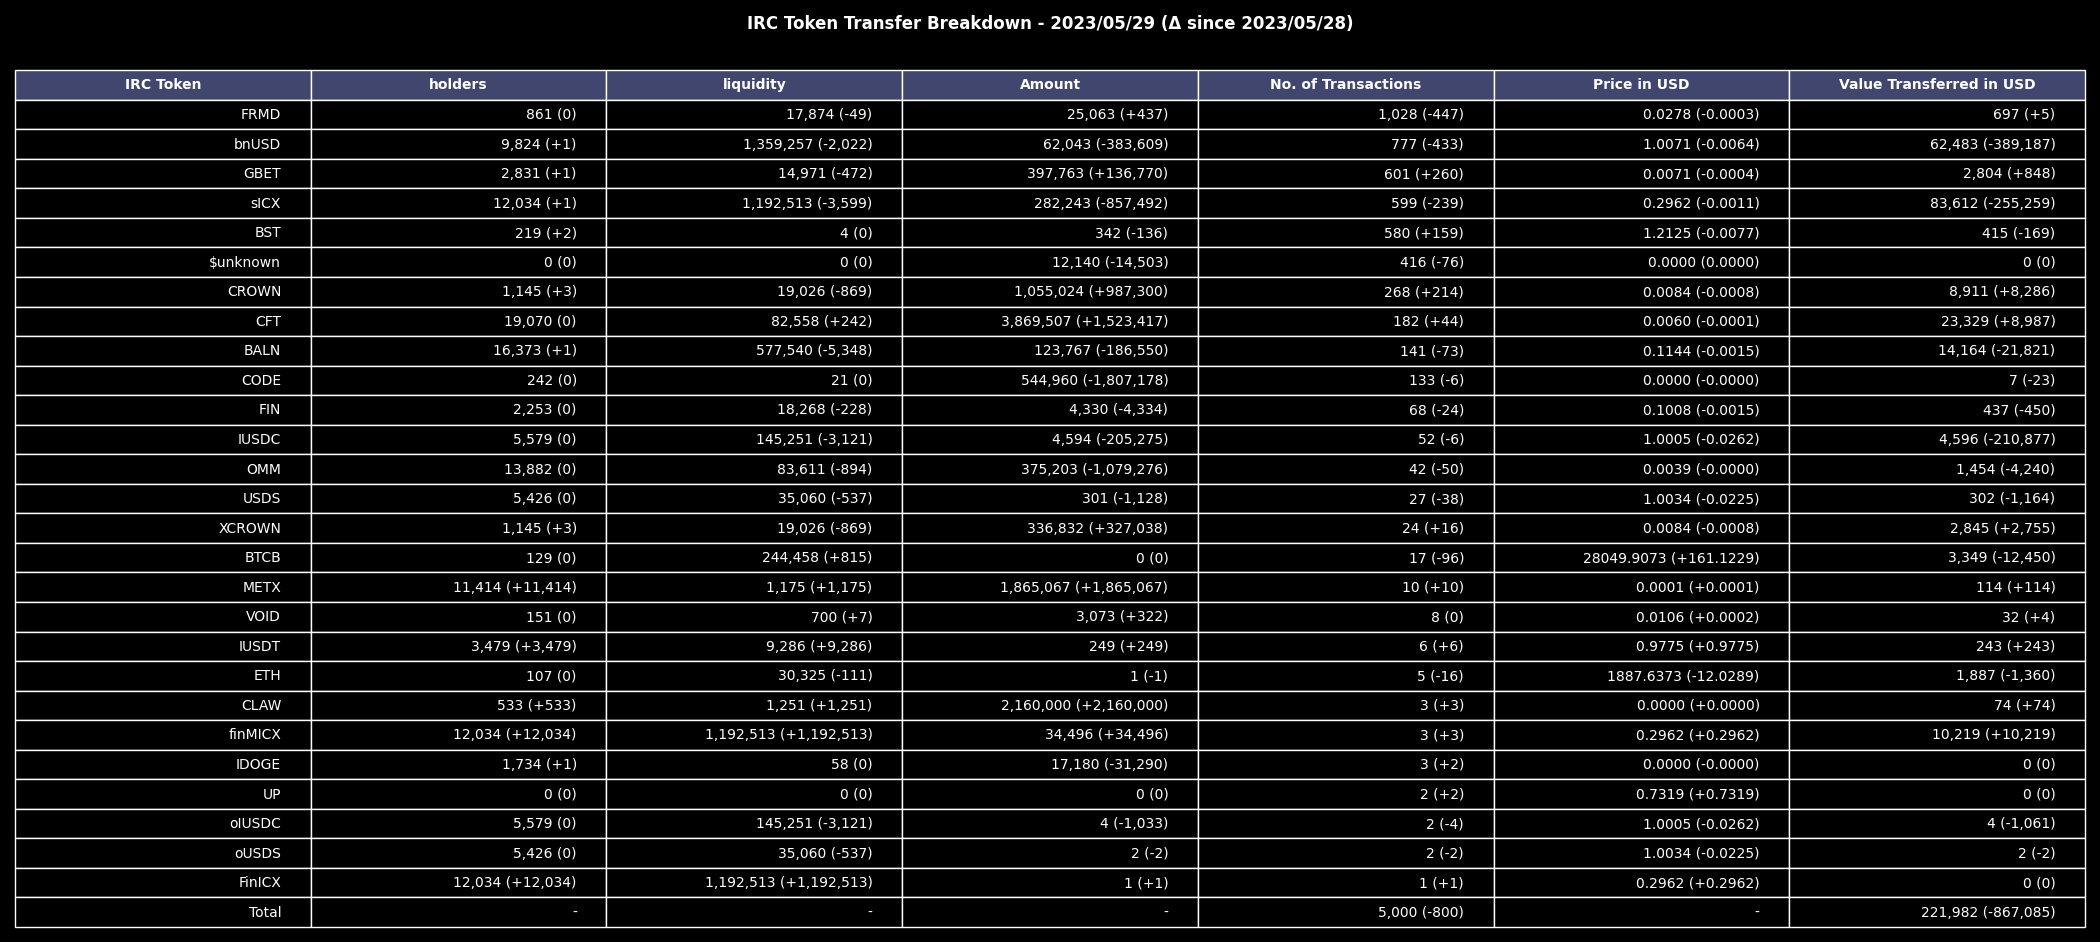 IRC Token Transfer Breakdown - 2023/05/29 (Δ since 2023/05/28)
IRC Token holders liquidity Amount No. of Transactions Price in USD Value Transferred in USD
FRMD 861 (0) 17,874 (-49) 25,063 (+437) 1,028 (-447) 0.0278 (-0.0003) 697 (+5)
bnUSD 9,824 (+1) 1,359,257 (-2,022) 62,043 (-383,609) 777 (-433) 1.0071 (-0.0064) 62,483 (-389,187)
GBET 2,831 (+1) 14,971 (-472) 397,763 (+136,770) 601 (+260) 0.0071 (-0.0004) 2,804 (+848)
sICX 12,034 (+1) 1,192,513 (-3,599) 282,243 (-857,492) 599 (-239) 0.2962 (-0.0011) 83,612 (-255,259)
BST 219 (+2) 4 (0) 342 (-136) 580 (+159) 1.2125 (-0.0077) 415 (-169)
$unknown 0 (0) 0 (0) 12,140 (-14,503) 416 (-76) 0.0000 (0.0000) 0 (0)
CROWN 1,145 (+3) 19,026 (-869) 1,055,024 (+987,300) 268 (+214) 0.0084 (-0.0008) 8,911 (+8,286)
CFT 19,070 (0) 82,558 (+242) 3,869,507 (+1,523,417) 182 (+44) 0.0060 (-0.0001) 23,329 (+8,987)
BALN 16,373 (+1) 577,540 (-5,348) 123,767 (-186,550) 141 (-73) 0.1144 (-0.0015) 14,164 (-21,821)
CODE 242 (0) 21 (0) 544,960 (-1,807,178) 133 (-6) 0.0000 (-0.0000) 7 (-23)
FIN 2,253 (0) 18,268 (-228) 4,330 (-4,334) 68 (-24) 0.1008 (-0.0015) 437 (-450)
IUSDC 5,579 (0) 145,251 (-3,121) 4,594 (-205,275) 52 (-6) 1.0005 (-0.0262) 4,596 (-210,877)
OMM 13,882 (0) 83,611 (-894) 375,203 (-1,079,276) 42 (-50) 0.0039 (-0.0000) 1,454 (-4,240)
USDS 5,426 (0) 35,060 (-537) 301 (-1,128) 27 (-38) 1.0034 (-0.0225) 302 (-1,164)
XCROWN 1,145 (+3) 19,026 (-869) 336,832 (+327,038) 24 (+16) 0.0084 (-0.0008) 2,845 (+2,755)
BTCB 129 (0) 244,458 (+815) 0 (0) 17 (-96) 28049.9073 (+161.1229) 3,349 (-12,450)
METX 11,414 (+11,414) 1,175 (+1,175) 1,865,067 (+1,865,067) 10 (+10) 0.0001 (+0.0001) 114 (+114)
VOID 151 (0) 700 (+7) 3,073 (+322) 8 (0) 0.0106 (+0.0002) 32 (+4)
IUSDT 3,479 (+3,479) 9,286 (+9,286) 249 (+249) 6 (+6) 0.9775 (+0.9775) 243 (+243)
ETH 107 (0) 30,325 (-111) 1 (-1) 5 (-16) 1887.6373 (-12.0289) 1,887 (-1,360)
CLAW 533 (+533) 1,251 (+1,251) 2,160,000 (+2,160,000) 3 (+3) 0.0000 (+0.0000) 74 (+74)
finMICX 12,034 (+12,034) 1,192,513 (+1,192,513) 34,496 (+34,496) 3 (+3) 0.2962 (+0.2962) 10,219 (+10,219)
IDOGE 1,734 (+1) 58 (0) 17,180 (-31,290) 3 (+2) 0.0000 (-0.0000) 0 (0)
UP 0 (0) 0 (0) 0 (0) 2 (+2) 0.7319 (+0.7319) 0 (0)
oIUSDC 5,579 (0) 145,251 (-3,121) 4 (-1,033) 2 (-4) 1.0005 (-0.0262) 4 (-1,061)
oUSDS 5,426 (0) 35,060 (-537) 2 (-2) 2 (-2) 1.0034 (-0.0225) 2 (-2)
FinICX 12,034 (+12,034) 1,192,513 (+1,192,513) 1 (+1) 1 (+1) 0.2962 (+0.2962) 0 (0)
Total - - - 5,000 (-800) - 221,982 (-867,085)